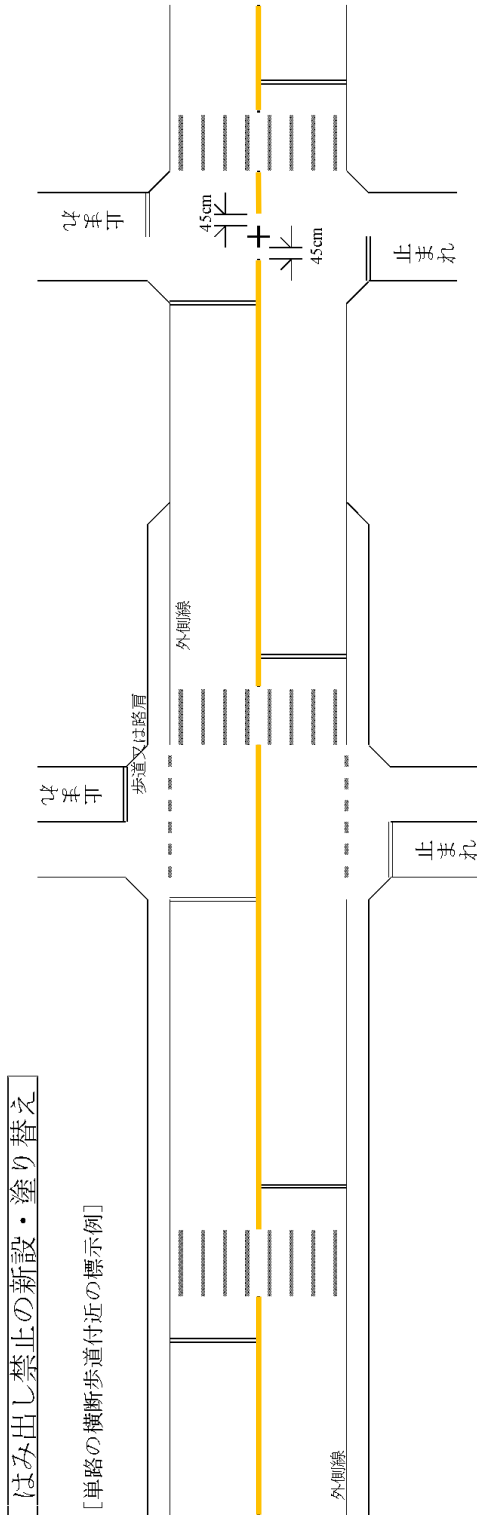 はみ出し禁止の新設・塗り替え
[単路の横断歩道付近の標示例]
外側線
歩道又は路肩
外側線
止まれ
止まれ
止まれ
止まれ
45cm
45cm